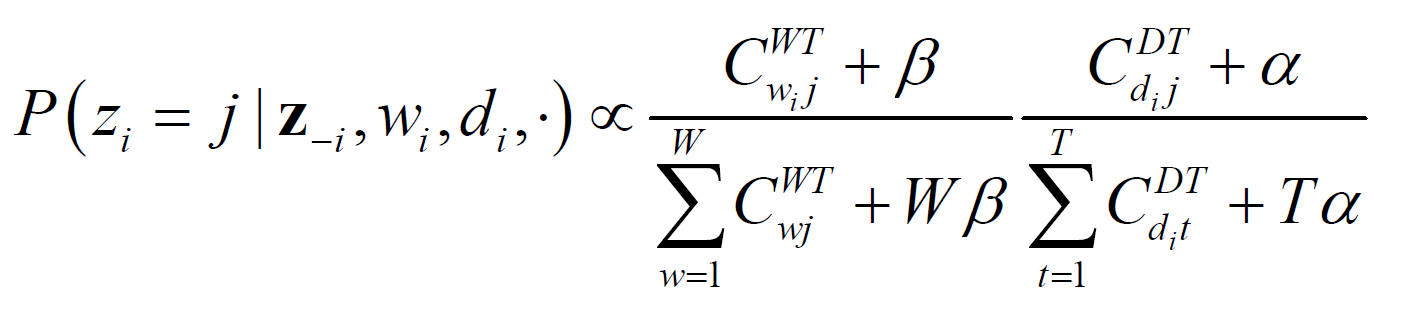 P(z_i = j | \mathbf{z}_{-i}, w_i, d_i, \cdot) \propto \frac{C^{WT}_{w_i j} + \beta}{\sum_{w=1}^{W} C^{WT}_{wj} + W\beta} \frac{C^{DT}_{d_i j} + \alpha}{\sum_{t=1}^{T} C^{DT}_{d_i t} + T\alpha}